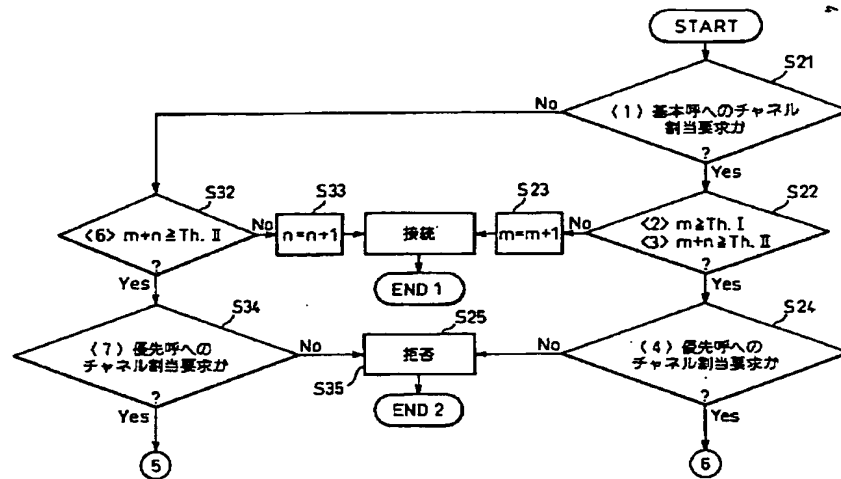 4
START
S21
No
〈1〉基本呼へのチャネル
割当要求か
?
Yes
S32
S33
S23
S22
〈6〉 m+n≧Th. Ⅱ
No
n=n+1
接続
m=m+1
No
〈2〉 m≧Th. Ⅰ
〈3〉 m+n≧Th. Ⅱ
?
Yes
END 1
?
Yes
S34
S25
S24
〈7〉優先呼への
チャネル割当要求か
No
拒否
No
〈4〉優先呼への
チャネル割当要求か
S35
?
Yes
END 2
?
Yes
5
6